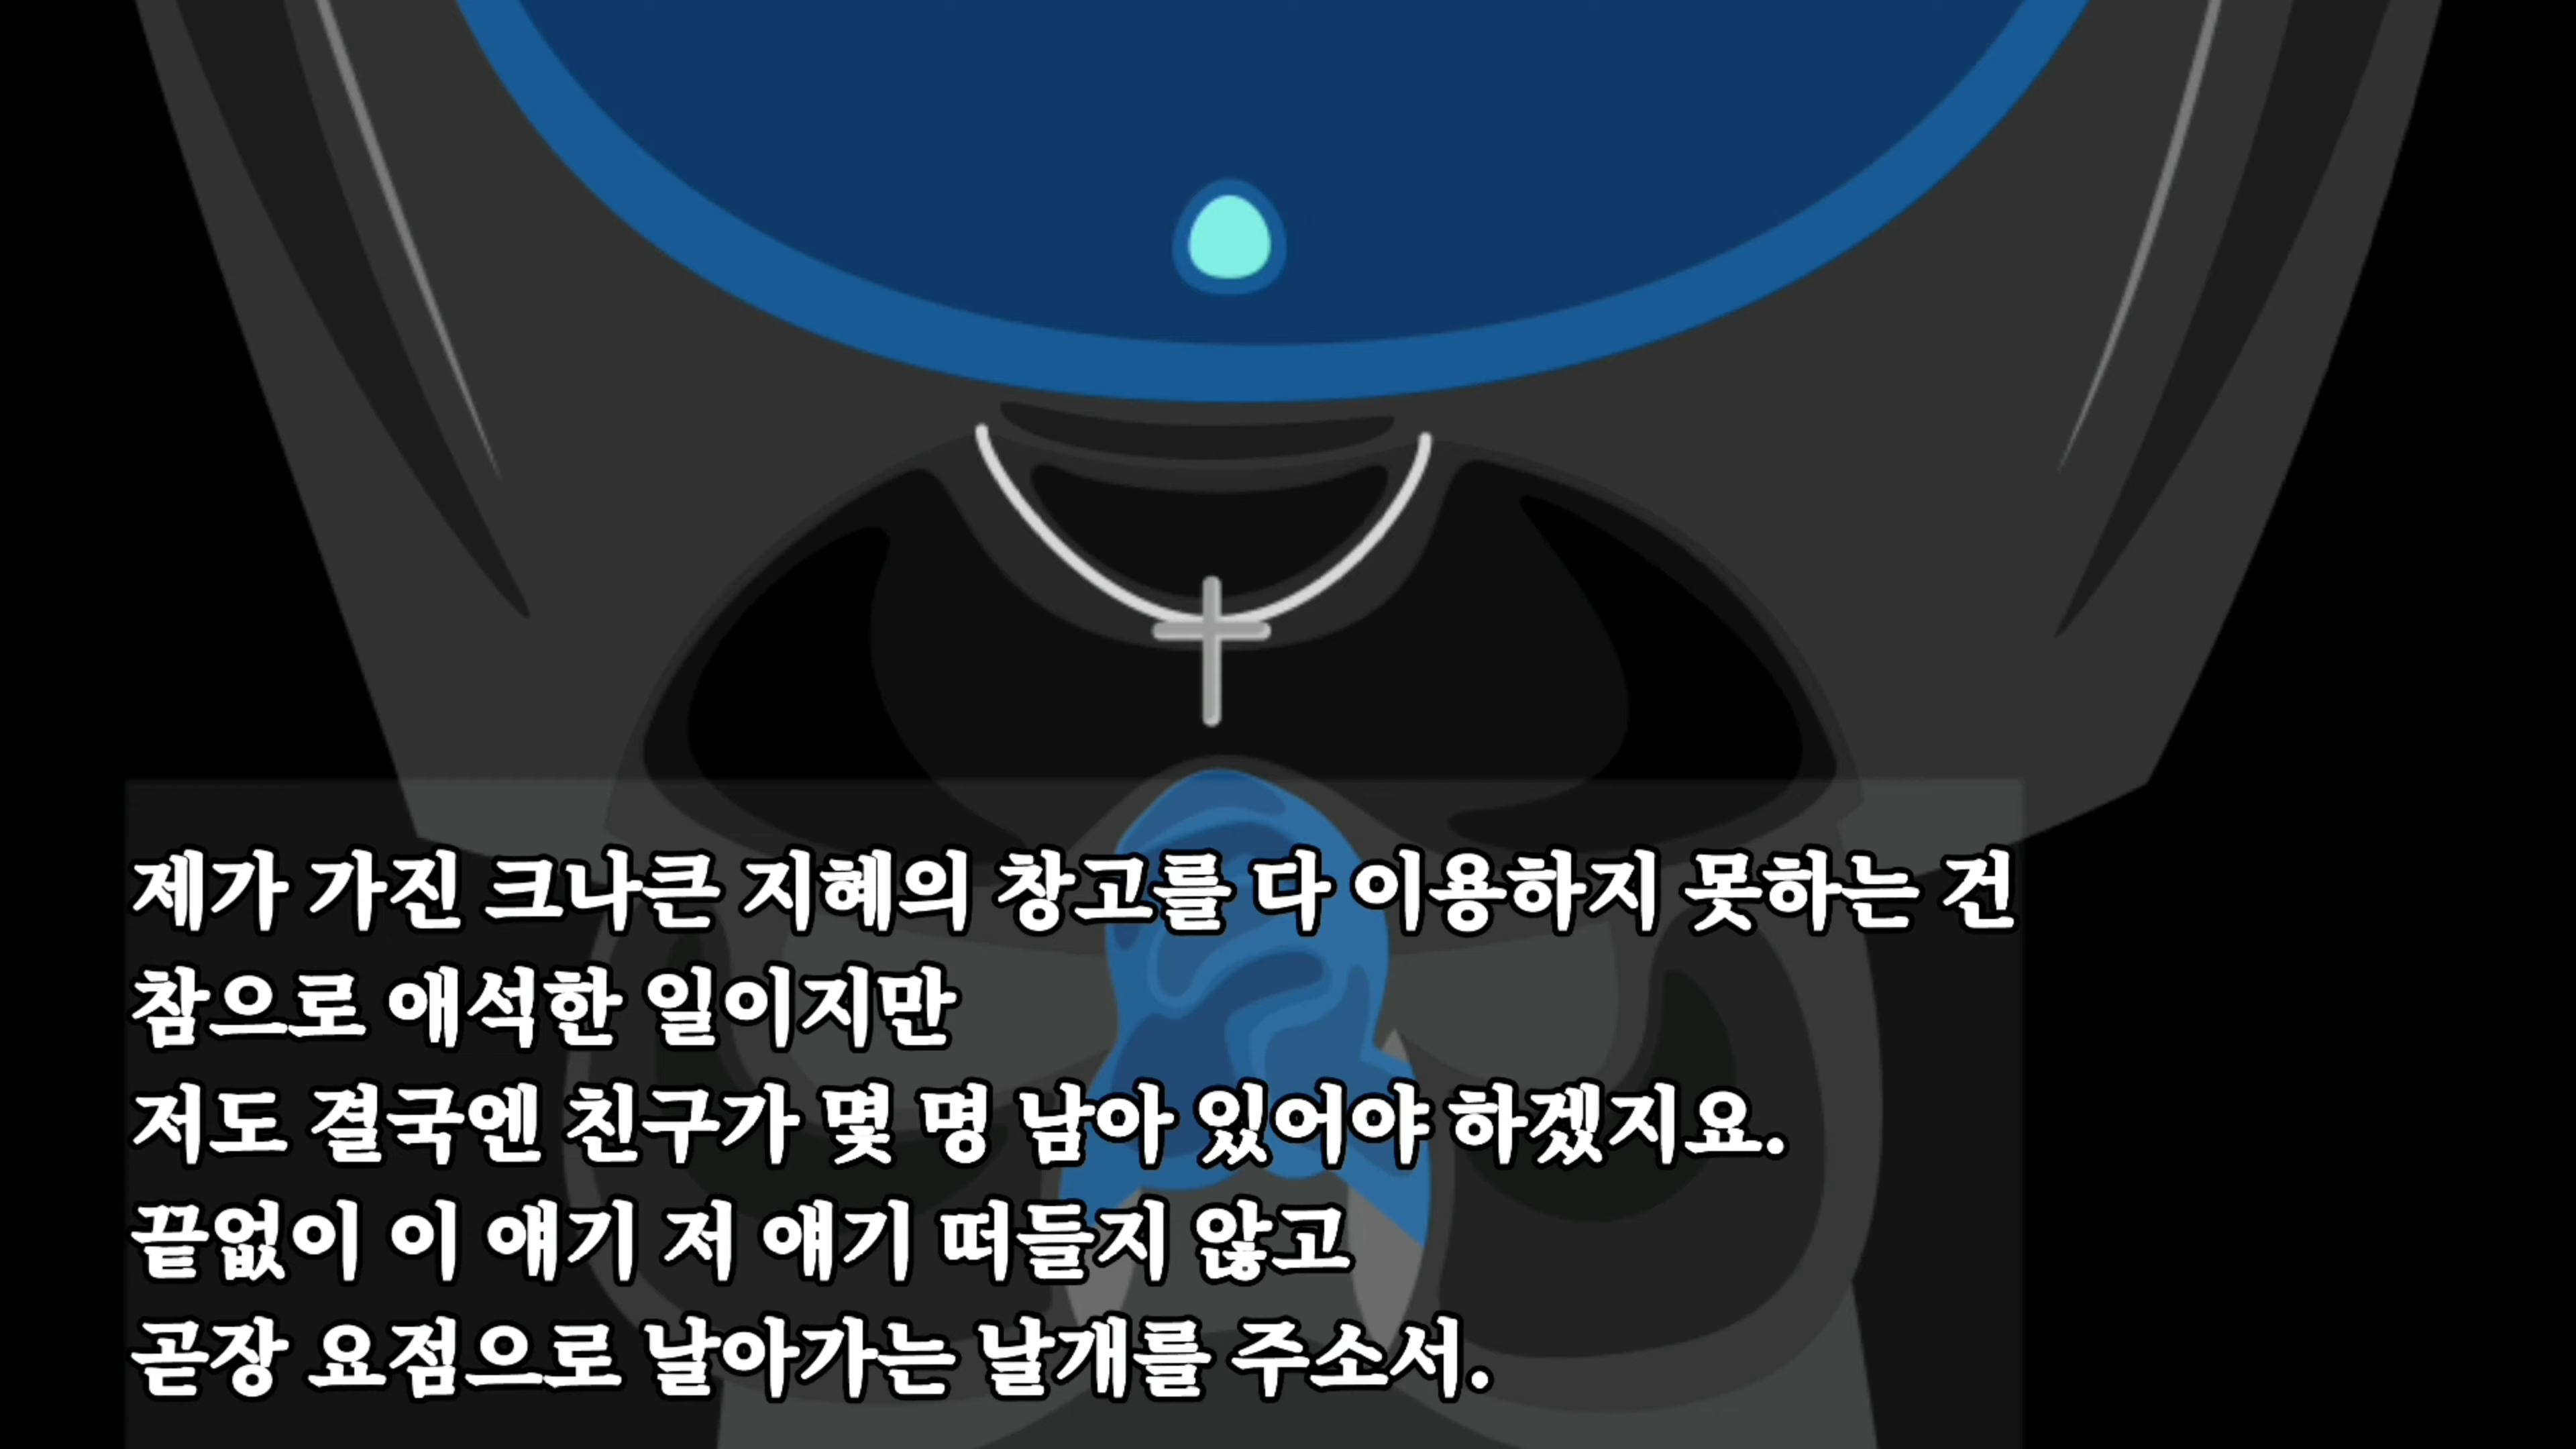 제가 가진 크나큰 지혜의 창고를 다 이용하지 못하는 건
참으로 애석한 일이지만
저도 결국엔 친구가 몇 명 남아 있어야 하겠지요.
끝없이 이 얘기 저 얘기 떠들지 않고
곧장 요점으로 날아가는 날개를 주소서.